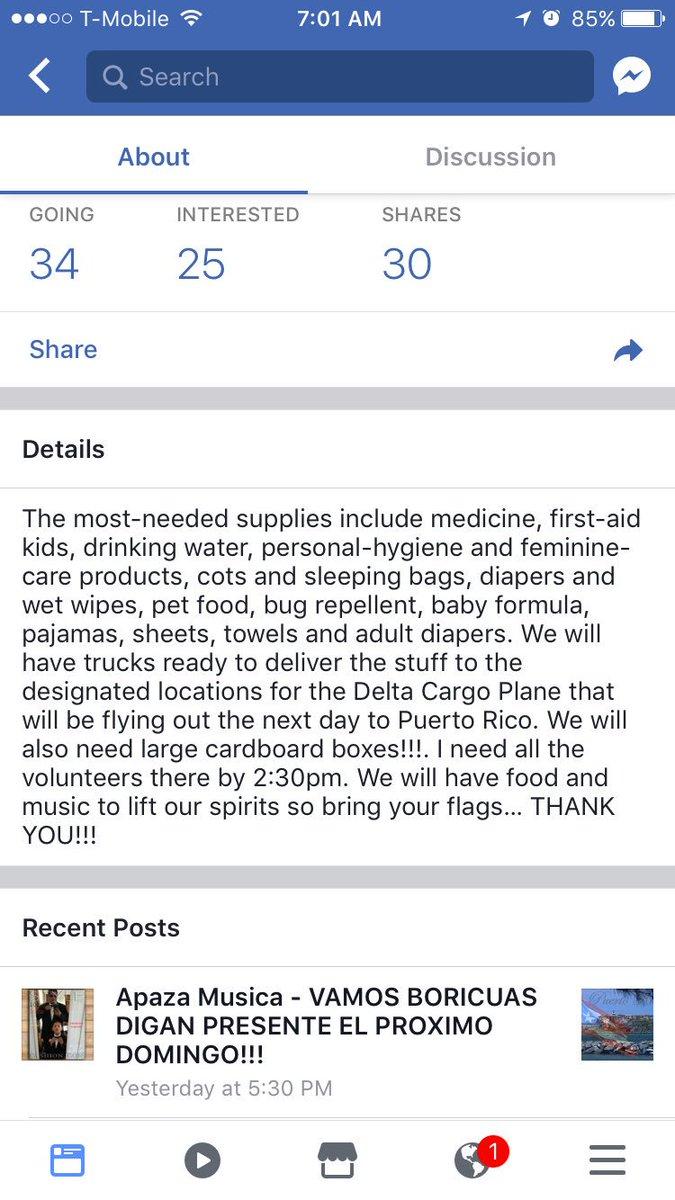 T-Mobile 7:01 AM 85%
Search
About Discussion
GOING INTERESTED SHARES
34 25 30
Share
Details
The most-needed supplies include medicine, first-aid
kids, drinking water, personal-hygiene and feminine-
care products, cots and sleeping bags, diapers and
wet wipes, pet food, bug repellent, baby formula,
pajamas, sheets, towels and adult diapers. We will
have trucks ready to deliver the stuff to the
designated locations for the Delta Cargo Plane that
will be flying out the next day to Puerto Rico. We will
also need large cardboard boxes!!!. I need all the
volunteers there by 2:30pm. We will have food and
music to lift our spirits so bring your flags... THANK
YOU!!!
Recent Posts
Apaza Musica - VAMOS BORICUAS
DIGAN PRESENTE EL PROXIMO
DOMINGO!!!
Yesterday at 5:30 PM
1